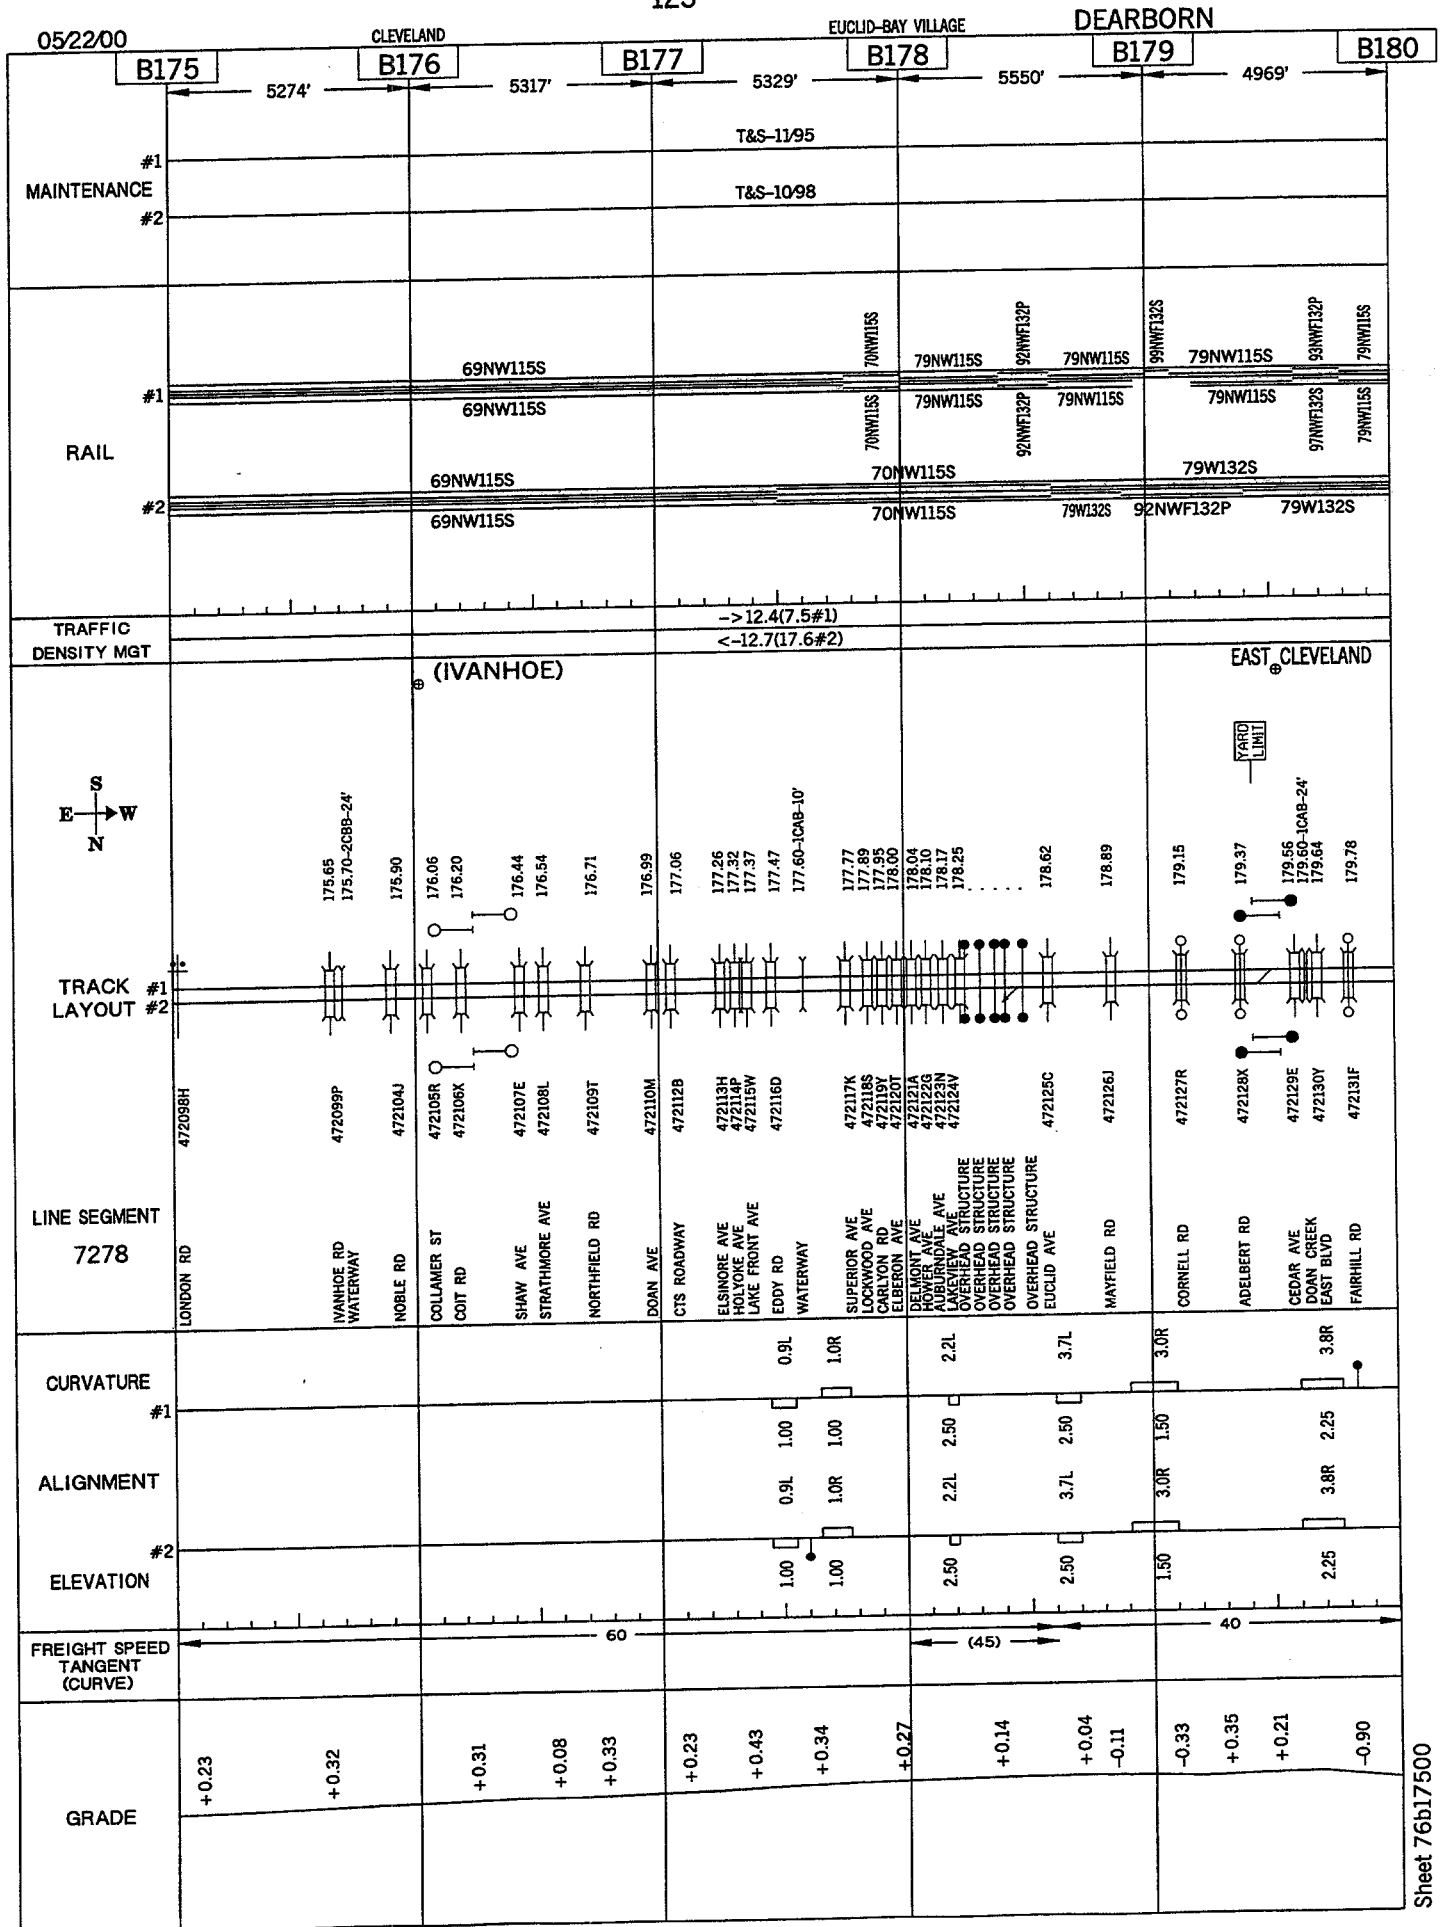 05/22/00
CLEVELAND
EUCLID-BAY VILLAGE
DEARBORN
B175
B176
B177
B178
B179
B180
5274'
5317'
5329'
5550'
4969'
MAINTENANCE
#1
T&S-11/95
#2
T&S-10/98
RAIL
#1
69NW115S
70NW115S
79NW115S
92NWF132P
79NW115S
99NWF132S
79NW115S
93NWF132P
79NW115S
69NW115S
70NW115S
79NW115S
92NWF132P
79NW115S
79NW115S
97NWF132S
79NW115S
#2
69NW115S
70NW115S
79W132S
69NW115S
70NW115S
79W132S
92NWF132P
79W132S
TRAFFIC
DENSITY MGT
->12.4(7.5#1)
<-12.7(17.6#2)
(IVANHOE)
EAST CLEVELAND
YARD
LIMIT
S
E
W
N
175.65
175.70-2CBB-24'
175.90
176.06
176.20
176.44
176.54
176.71
176.99
177.06
177.26
177.32
177.37
177.47
177.60-1CAB-10'
177.77
177.89
177.95
178.00
178.04
178.10
178.17
178.25
. . . . .
178.62
178.89
179.15
179.37
179.56
179.60-1CAB-24'
179.64
179.78
TRACK #1
LAYOUT #2
472098H
472099P
472104J
472105R
472106X
472107E
472108L
472109T
472110M
472112B
472113H
472114P
472115W
472116D
472117K
472118S
472119Y
472120T
472121A
472122G
472123N
472124V
472125C
472126J
472127R
472128X
472129E
472130Y
472131F
LINE SEGMENT
7278
LONDON RD
IVANHOE RD
WATERWAY
NOBLE RD
COLLAMER ST
COIT RD
SHAW AVE
STRATHMORE AVE
NORTHFIELD RD
DOAN AVE
CTS ROADWAY
ELSINORE AVE
HOLYOKE AVE
LAKE FRONT AVE
EDDY RD
WATERWAY
SUPERIOR AVE
LOCKWOOD AVE
CARLYON RD
ELBERON AVE
DELMONT AVE
HOWER AVE
AUBURNDALE AVE
LAKEVIEW AVE
OVERHEAD STRUCTURE
OVERHEAD STRUCTURE
OVERHEAD STRUCTURE
OVERHEAD STRUCTURE
OVERHEAD STRUCTURE
EUCLID AVE
MAYFIELD RD
CORNELL RD
ADELBERT RD
CEDAR AVE
DOAN CREEK
EAST BLVD
FAIRHILL RD
CURVATURE
#1
0.9L
1.0R
2.2L
3.7L
3.0R
3.8R
1.00
1.00
2.50
2.50
1.50
2.25
ALIGNMENT
0.9L
1.0R
2.2L
3.7L
3.0R
3.8R
#2
ELEVATION
1.00
1.00
2.50
2.50
1.50
2.25
FREIGHT SPEED
TANGENT
(CURVE)
60
(45)
40
GRADE
+0.23
+0.32
+0.31
+0.08
+0.33
+0.23
+0.43
+0.34
+0.27
+0.14
+0.04
-0.11
-0.33
+0.35
+0.21
-0.90
Sheet 76b17500